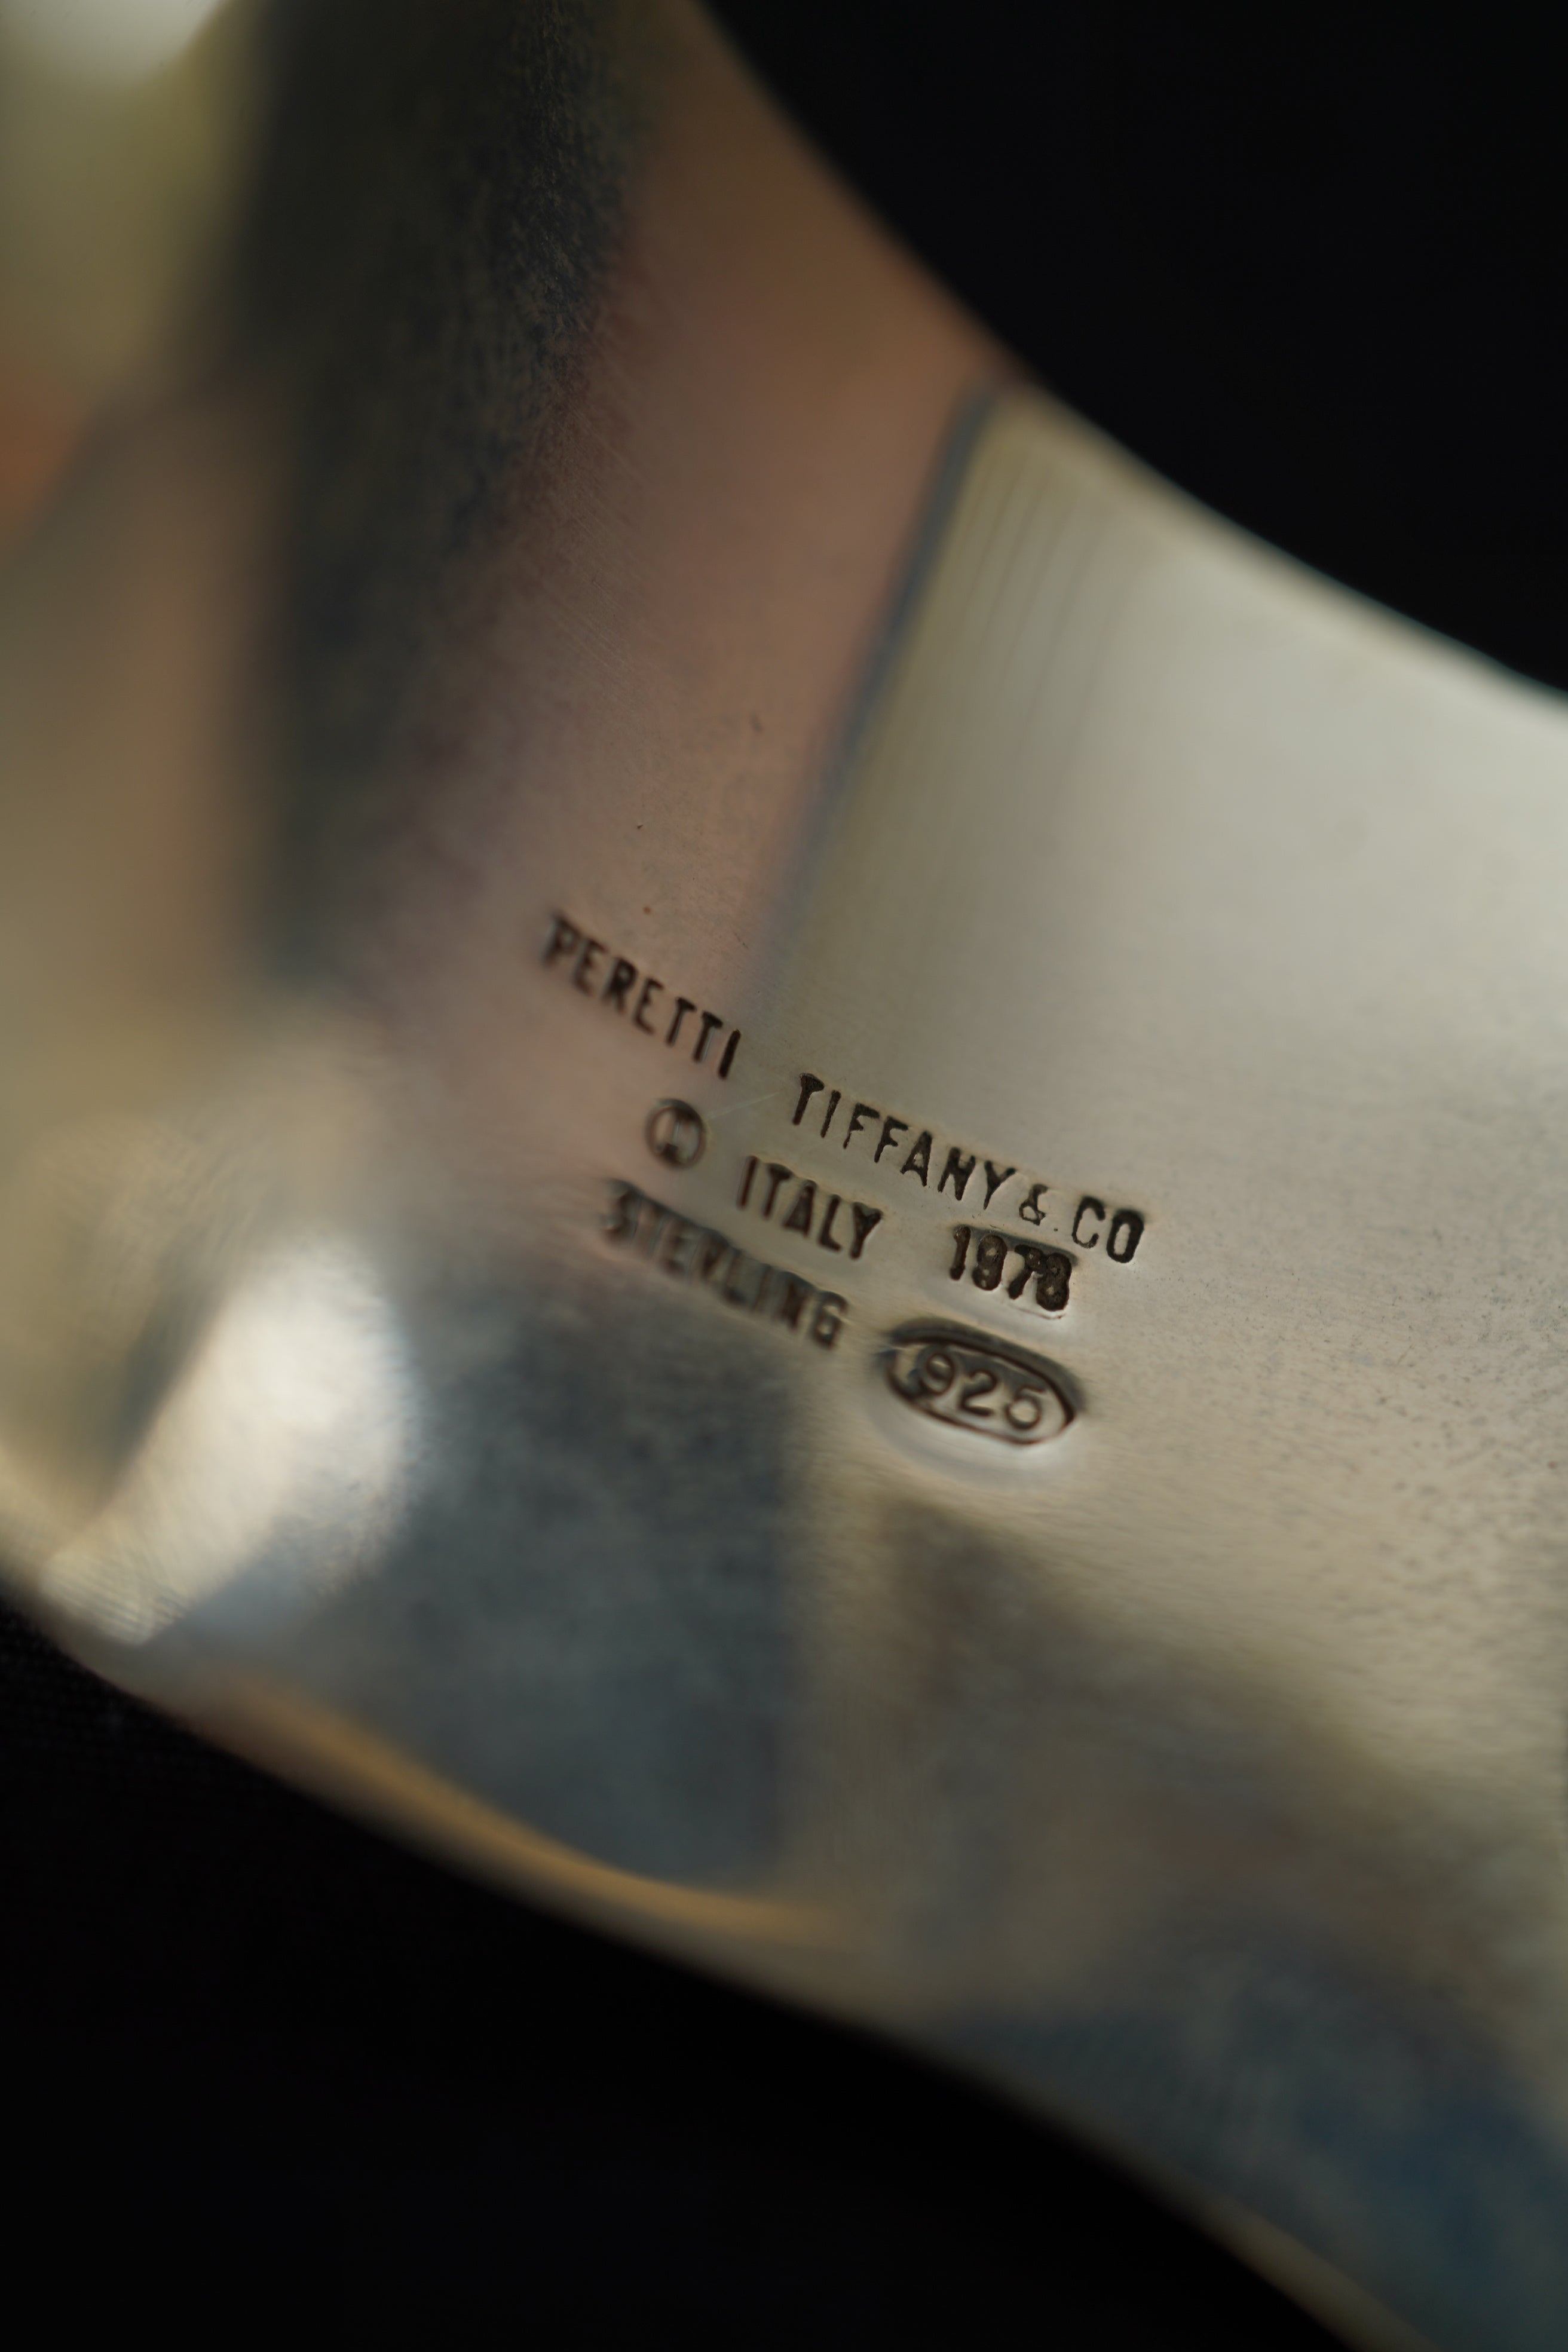 PERETTI TIFFANY & CO
ITALY 1978
STERLING 925